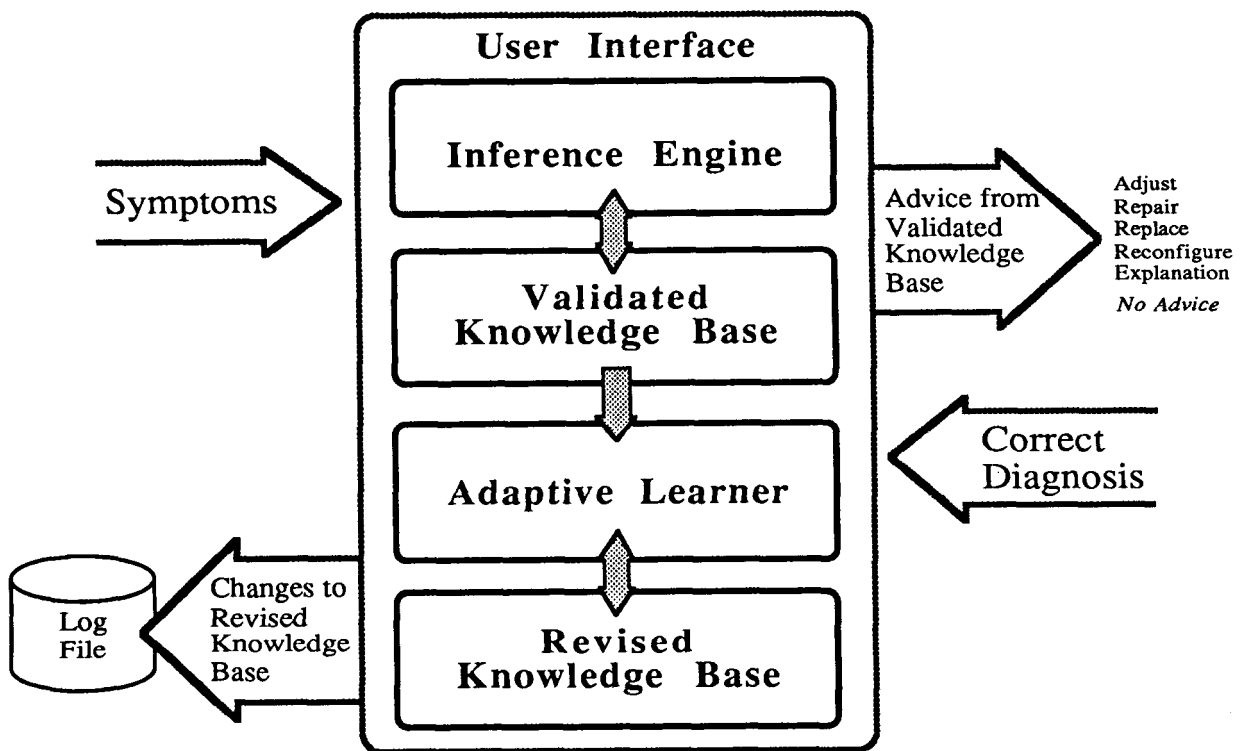 User Interface
Inference Engine
Symptoms
Advice from
Validated
Knowledge
Base
Adjust
Repair
Replace
Reconfigure
Explanation
No Advice
Validated
Knowledge Base
Correct
Diagnosis
Adaptive Learner
Changes to
Revised
Knowledge
Base
Log
File
Revised
Knowledge Base